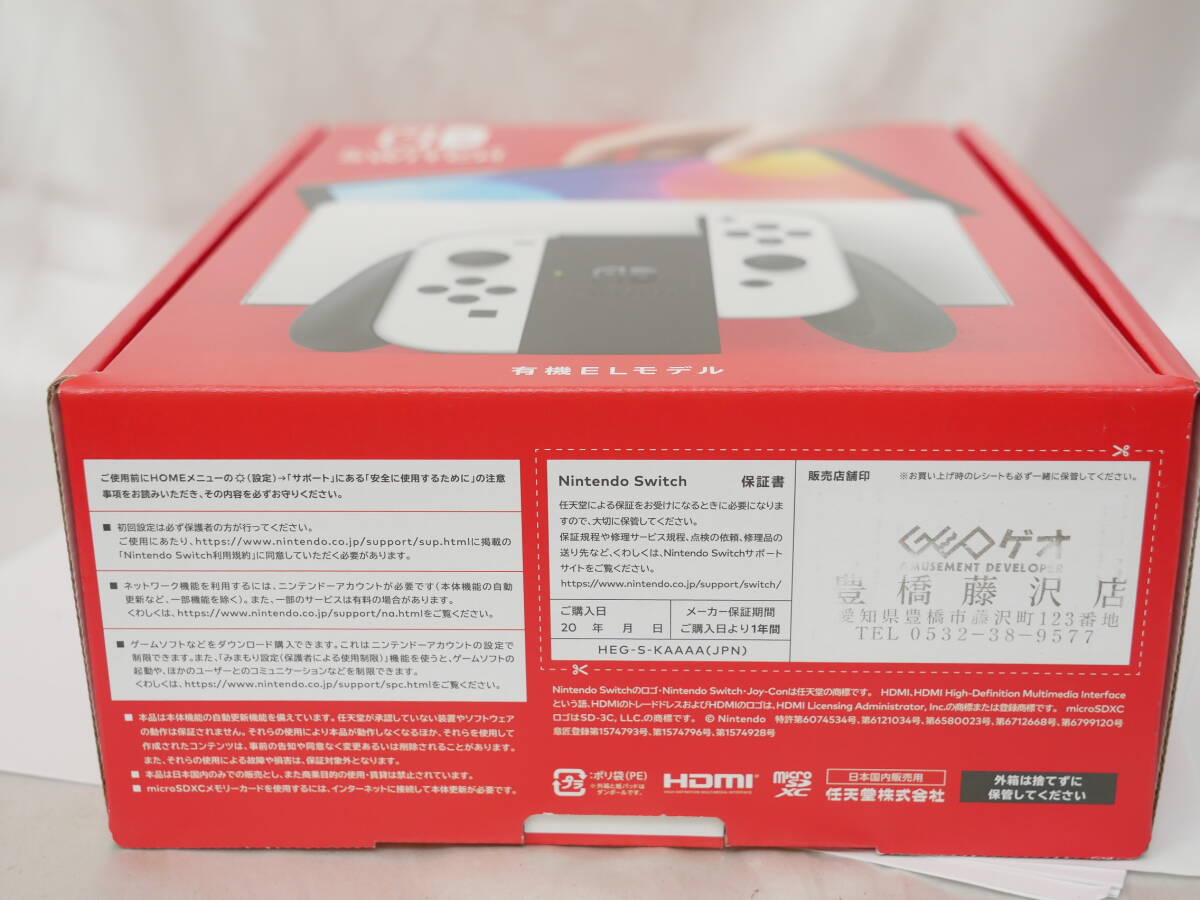 SWITCH
有機ELモデル
ご使用前にHOMEメニューの (設定)→「サポート」にある「安全に使用するために」の注意
事項をお読みいただき、その内容を必ずお守りください。
■ 初回設定は必ず保護者の方が行ってください。
ご使用にあたり、https://www.nintendo.co.jp/support/sup.htmlに掲載の
「Nintendo Switch利用規約」に同意していただく必要があります。
■ ネットワーク機能を利用するには、ニンテンドーアカウントが必要です(本体機能の自動
更新など、一部機能を除く)。また、一部のサービスは有料の場合があります。
くわしくは、https://www.nintendo.co.jp/support/no.htmlをご覧ください。
■ ゲームソフトなどをダウンロード購入できます。これはニンテンドーアカウントの設定で
制限できます。また、「みまもり設定(保護者による使用制限)」機能を使うと、ゲームソフトの
起動や、ほかのユーザーとのコミュニケーションなどを制限できます。
くわしくは、https://www.nintendo.co.jp/support/spc.htmlをご覧ください。
■ 本品は本体機能の自動更新機能を備えています。任天堂が承認していない装置やソフトウェア
の動作は保証されません。それらの使用により本品が動作しなくなるほか、それらを使用して
作成されたコンテンツは、事前の告知や同意なく変更あるいは削除されることがあります。
また、それらの使用による故障や損害は、保証対象外となります。
■ 本品は日本国内のみでの販売とし、また商業目的の使用・賃貸は禁止されています。
■ microSDXCメモリーカードを使用するには、インターネットに接続して本体更新が必要です。
Nintendo Switch 保証書
任天堂による保証をお受けになるときに必要になりま
すので、大切に保管してください。
保証規程や修理サービス規程、点検の依頼、修理品の
送り先など、くわしくは、Nintendo Switchサポート
サイトをご覧ください。
https://www.nintendo.co.jp/support/switch/
ご購入日
20 年 月 日
メーカー保証期間
ご購入日より1年間
HEG-S-KAAAA(JPN)
販売店舗印 ※お買い上げ時のレシートも必ず一緒に保管してください。
GEOゲオ
AMUSEMENT DEVELOPER
豊橋藤沢店
愛知県豊橋市藤沢町123番地
TEL 0532-38-9577
Nintendo Switchのロゴ・Nintendo Switch・Joy-Conは任天堂の商標です。 HDMI、HDMI High-Definition Multimedia Interface
という語、HDMIのトレードドレスおよびHDMIのロゴは、HDMI Licensing Administrator, Inc.の商標または登録商標です。 microSDXC
ロゴはSD-3C, LLC.の商標です。 © Nintendo 特許第6074534号、第6121034号、第6580023号、第6712668号、第6799120号
意匠登録第1574793号、第1574796号、第1574928号
プラ
:ポリ袋(PE)
※外箱と紙パッドは
ダンボールです。
HDMI
HIGH-DEFINITION MULTIMEDIA INTERFACE
micro
SD
XC
日本国内販売用
任天堂株式会社
外箱は捨てずに
保管してください